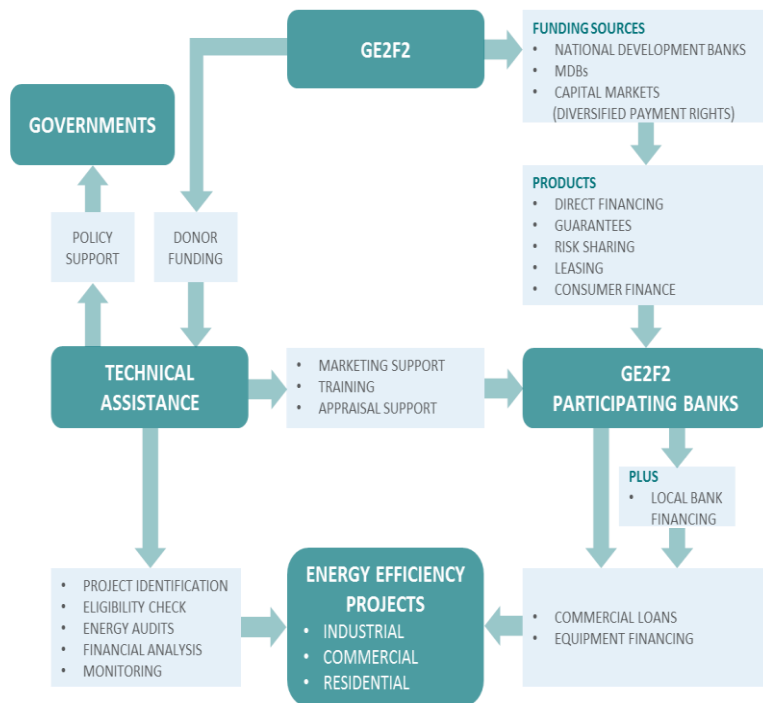 GE2F2
FUNDING SOURCES
• NATIONAL DEVELOPMENT BANKS
• MDBs
• CAPITAL MARKETS
(DIVERSIFIED PAYMENT RIGHTS)
GOVERNMENTS
POLICY
SUPPORT
DONOR
FUNDING
PRODUCTS
• DIRECT FINANCING
• GUARANTEES
• RISK SHARING
• LEASING
• CONSUMER FINANCE
TECHNICAL
ASSISTANCE
• MARKETING SUPPORT
• TRAINING
• APPRAISAL SUPPORT
GE2F2
PARTICIPATING BANKS
PLUS
• LOCAL BANK
FINANCING
• PROJECT IDENTIFICATION
• ELIGIBILITY CHECK
• ENERGY AUDITS
• FINANCIAL ANALYSIS
• MONITORING
ENERGY EFFICIENCY
PROJECTS
• INDUSTRIAL
• COMMERCIAL
• RESIDENTIAL
• COMMERCIAL LOANS
• EQUIPMENT FINANCING